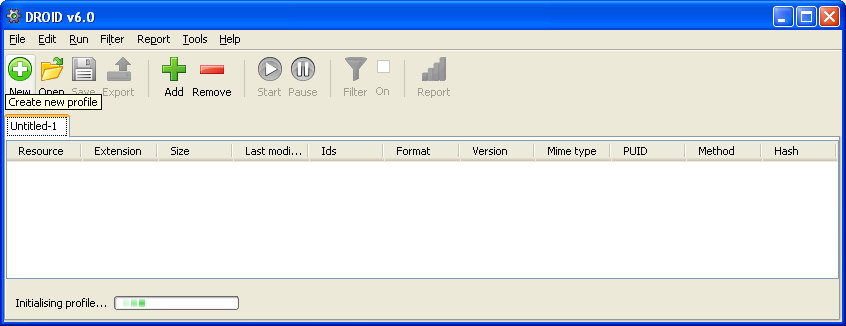 DROID v6.0
File Edit Run Filter Report Tools Help
New Open Save Export Add Remove Start Pause Filter On Report
Create new profile
Untitled-1
Resource Extension Size Last modi... Ids Format Version Mime type PUID Method Hash
Initialising profile...